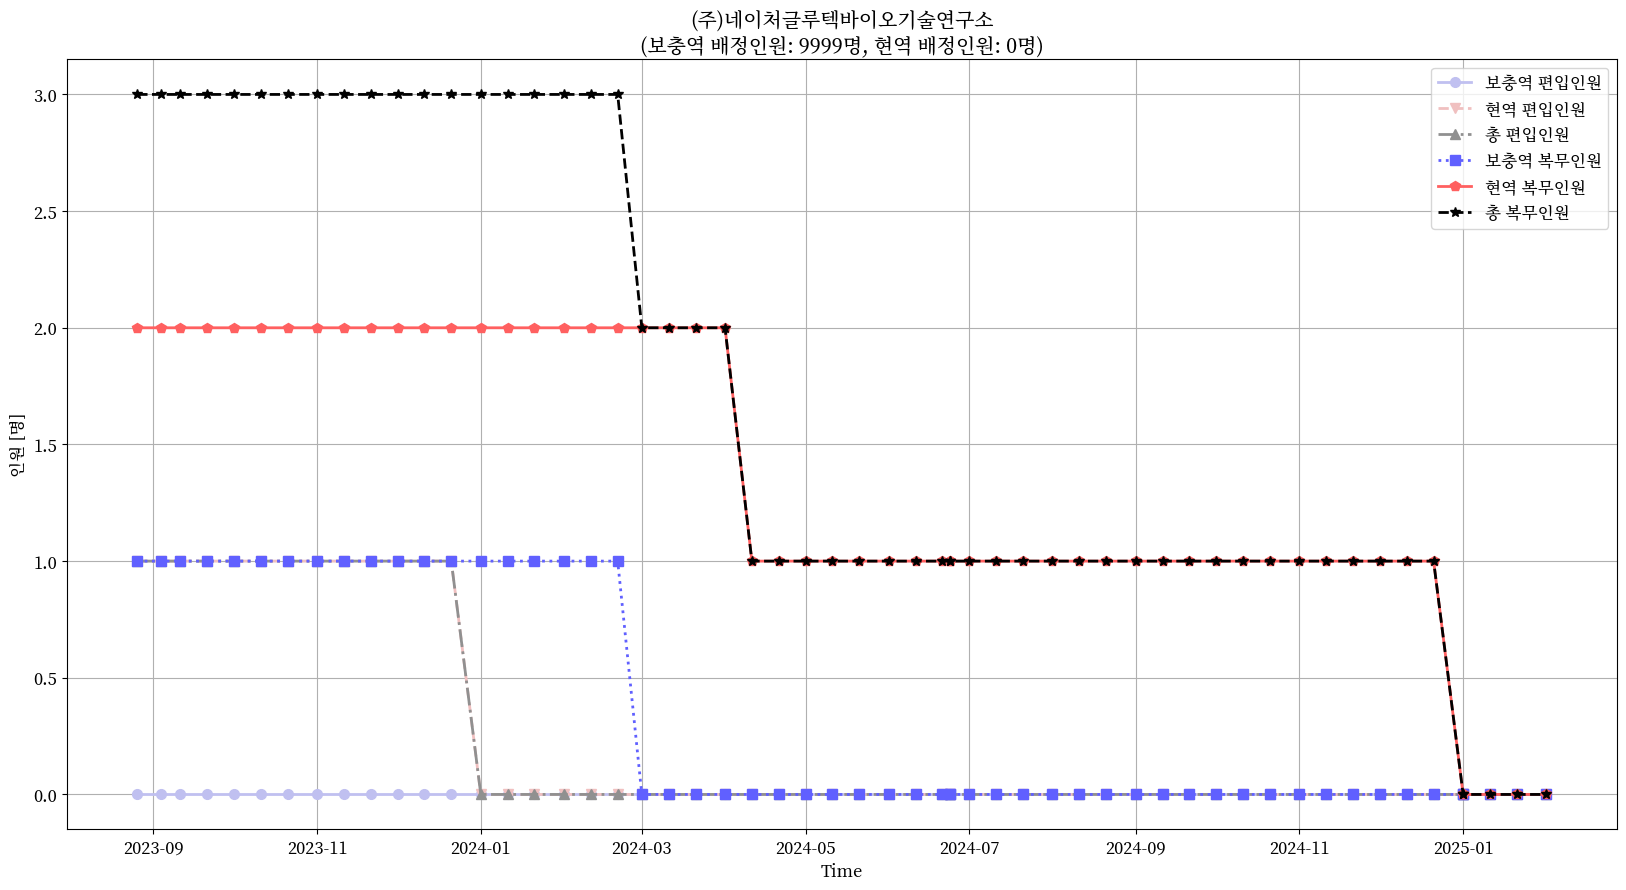 (주)네이처글루텍바이오기술연구소
(보충역 배정인원: 9999명, 현역 배정인원: 0명)
보충역 편입인원
현역 편입인원
총 편입인원
보충역 복무인원
현역 복무인원
총 복무인원
인원 [명]
3.0
2.5
2.0
1.5
1.0
0.5
0.0
2023-09 2023-11 2024-01 2024-03 2024-05 2024-07 2024-09 2024-11 2025-01
Time